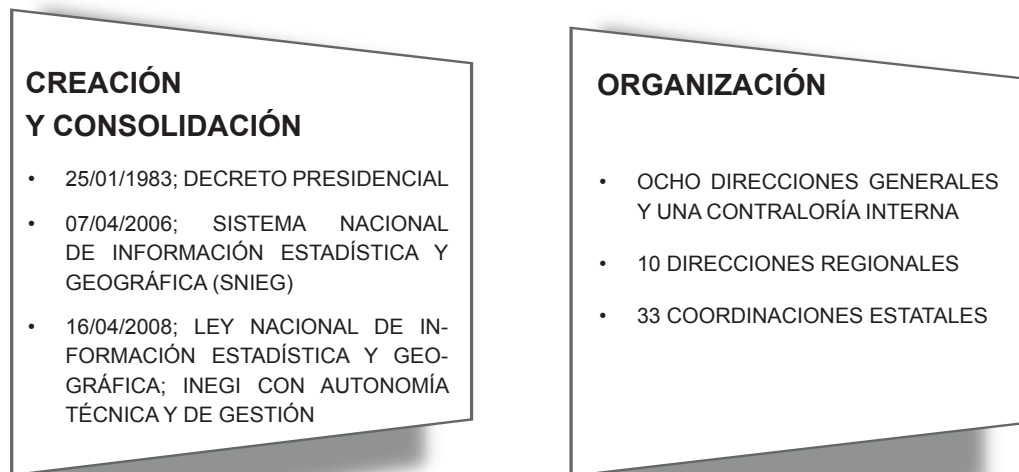 CREACIÓN
Y CONSOLIDACIÓN
• 25/01/1983; DECRETO PRESIDENCIAL
• 07/04/2006; SISTEMA NACIONAL
DE INFORMACIÓN ESTADÍSTICA Y
GEOGRÁFICA (SNIEG)
• 16/04/2008; LEY NACIONAL DE IN-
FORMACIÓN ESTADÍSTICA Y GEO-
GRÁFICA; INEGI CON AUTONOMÍA
TÉCNICA Y DE GESTIÓN
ORGANIZACIÓN
• OCHO DIRECCIONES GENERALES
Y UNA CONTRALORÍA INTERNA
• 10 DIRECCIONES REGIONALES
• 33 COORDINACIONES ESTATALES